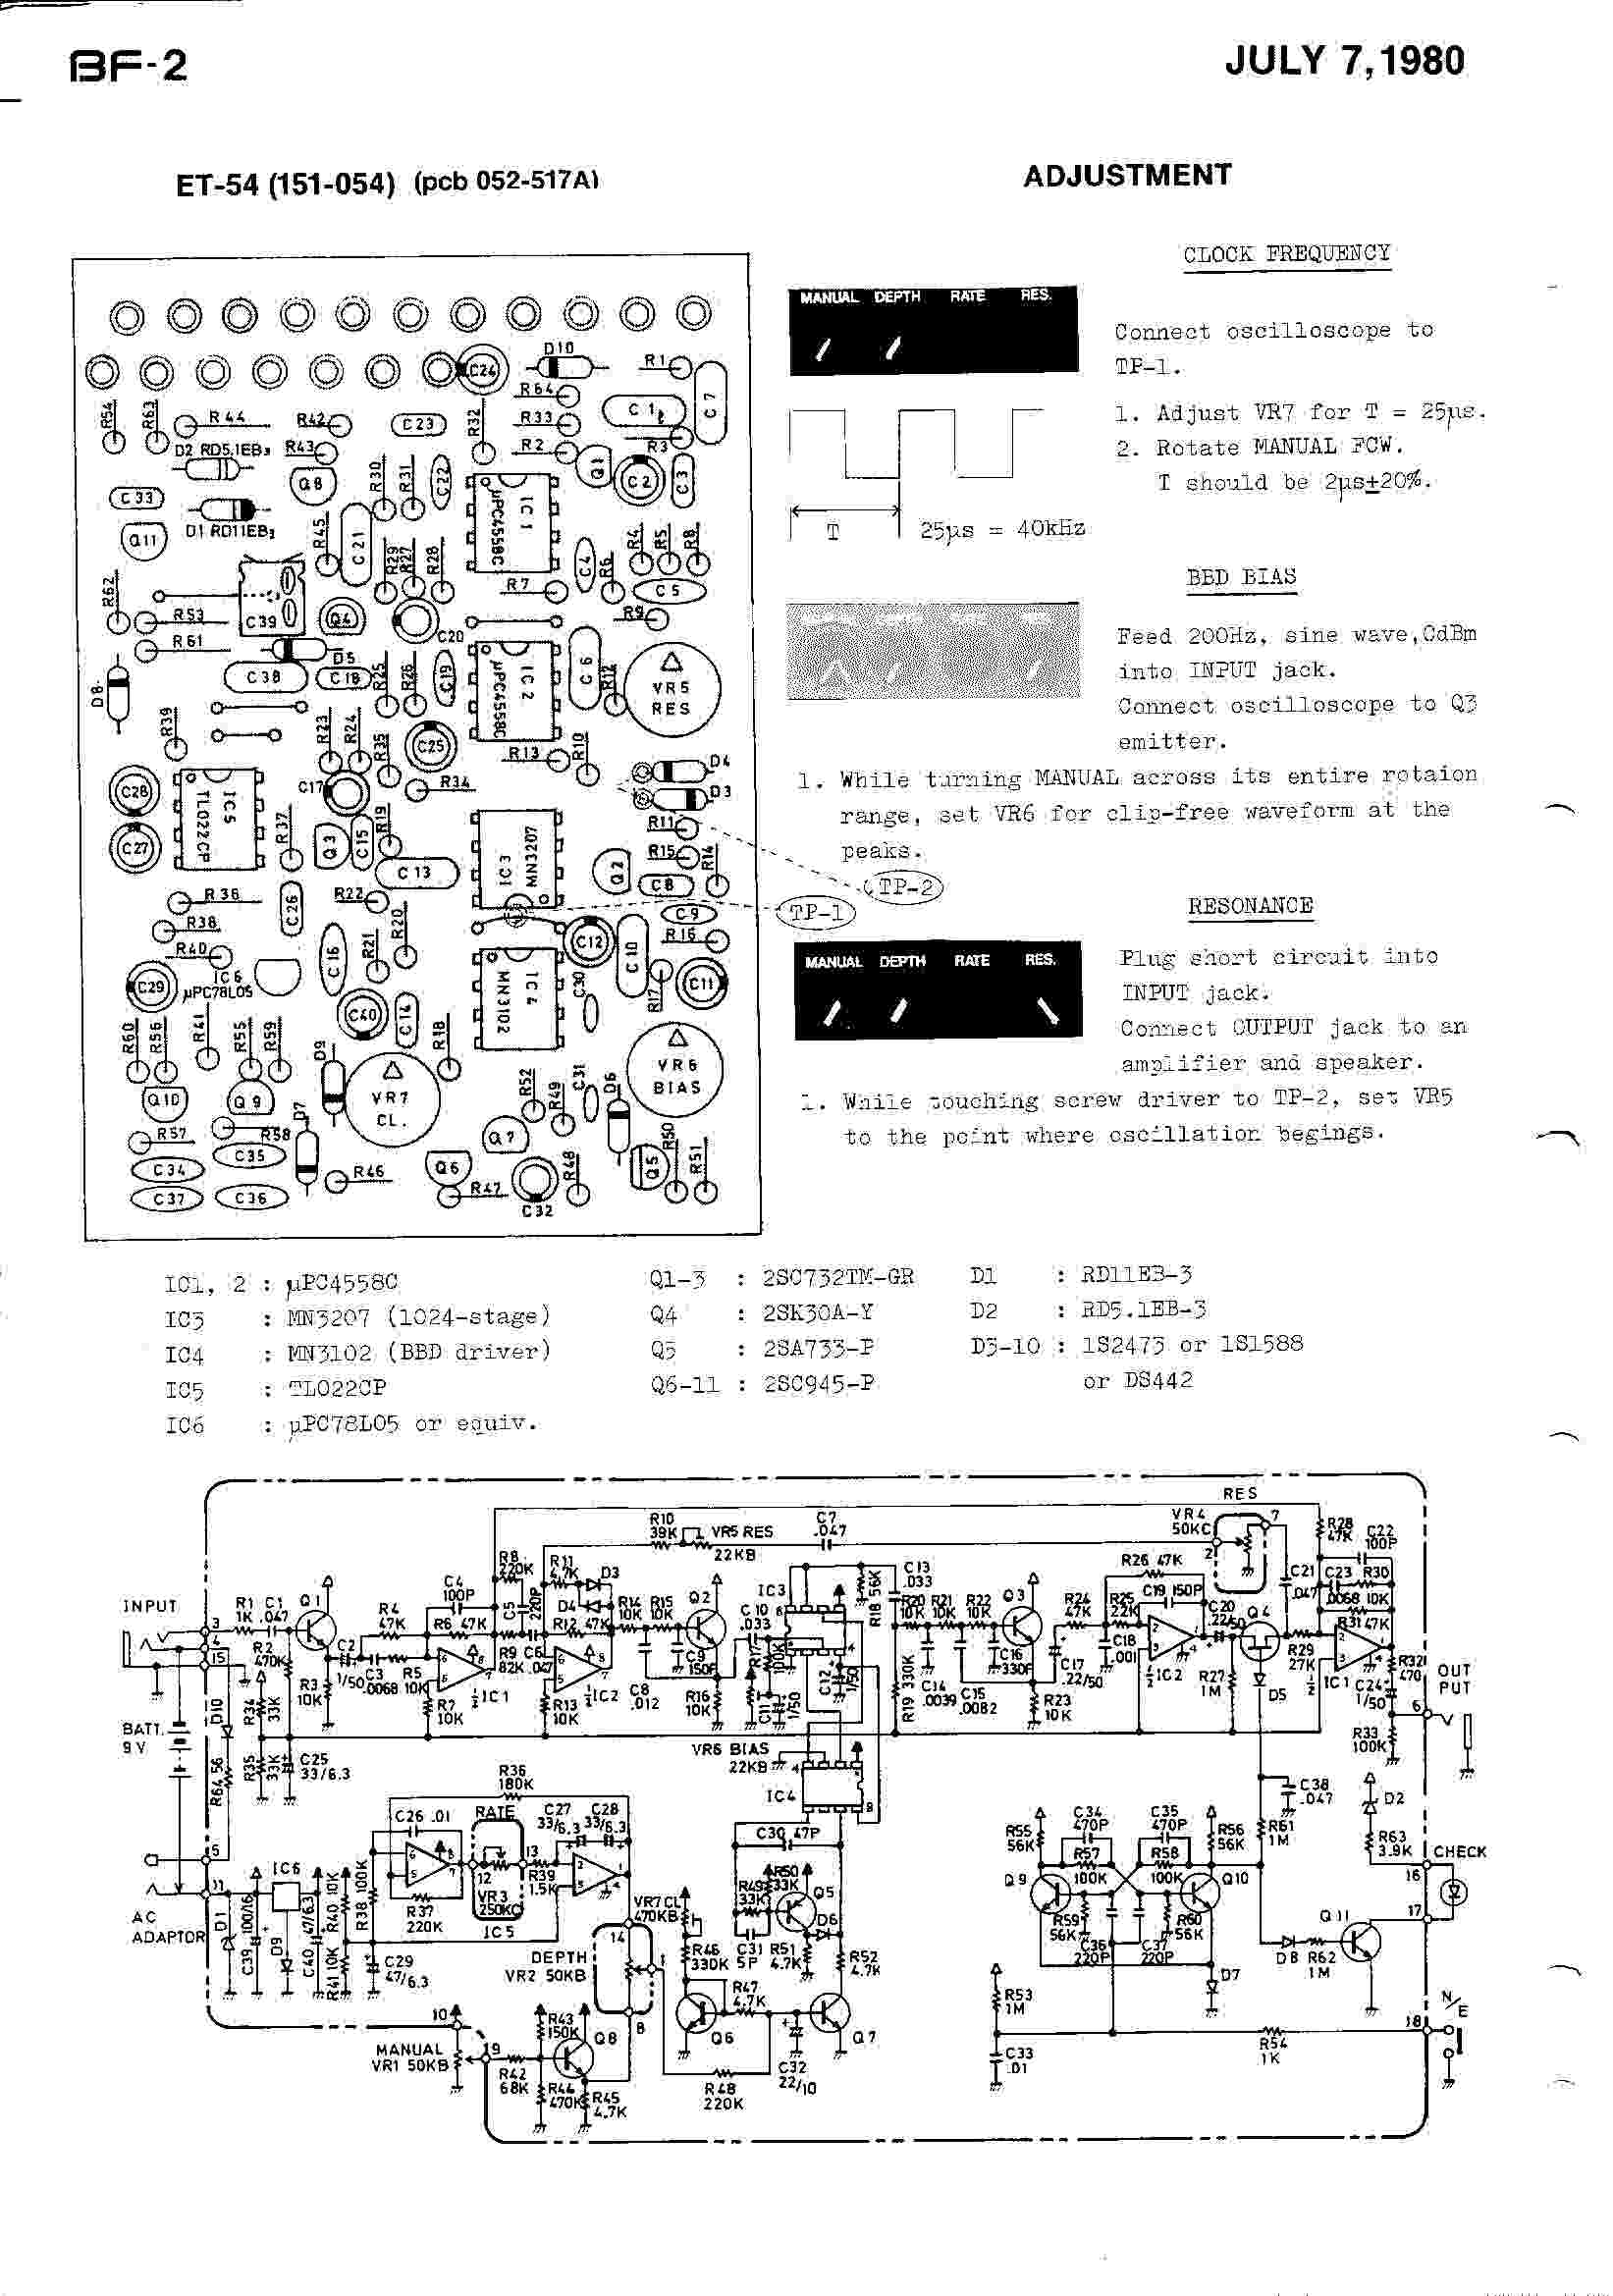 BF-2
JULY 7,1980
ET-54 (151-054) (pcb 052-517A)
ADJUSTMENT
CLOCK FREQUENCY
MANUAL DEPTH RATE RES.
Connect oscilloscope to
TP-1.
1. Adjust VR7 for T = 25µs.
2. Rotate MANUAL FCW.
T should be 2µs±20%.
T 25µs = 40kHz
BBD BIAS
Feed 200Hz, sine wave,0dBm
into INPUT jack.
Connect oscilloscope to Q3
emitter.
1. While turning MANUAL across its entire rotaion
range, set VR6 for clip-free waveform at the
peaks.
TP-2
TP-1
RESONANCE
MANUAL DEPTH RATE RES.
Plug short circuit into
INPUT jack.
Connect OUTPUT jack to an
amplifier and speaker.
1. While touching screw driver to TP-2, set VR5
to the point where oscillation begings.
D10
R1
C24
R64
C1
C7
R54
R63
R44
R42
C23
R32
R33
R2
R3
D2 RD5.1EB3
R43
Q8
R30
R31
C22
Q1
C2
C3
C33
D1 RD11EB3
Q11
R45
C21
R29
R27
R28
µPC4558C
IC1
C4
R4
R5
R8
R6
R7
C5
R62
R53
C39
Q4
C20
R9
R61
D5
C38
C18
R25
R26
C19
µPC4558C
IC2
C6
R12
VR5
RES
D8
R39
R23
R24
R35
C25
R13
R10
D4
D3
C28
C27
IC5
TL022CP
C17
R34
R37
Q3
C15
R19
C13
IC3
MN3207
R11
R15
R14
Q2
C8
R36
R22
C26
C9
R38
R20
R16
R40
C16
R21
C12
C10
C29
IC6
µPC78L05
C40
C14
R18
MN3102
IC4
C30
R17
C11
R60
R56
R41
R55
R59
D9
VR7
CL.
VR6
BIAS
Q10
Q9
D7
R52
R49
C31
D6
R57
R58
Q7
R50
C34
C35
R46
Q6
R48
Q5
R51
C37
C36
R47
C32
IC1, 2 : µPC4558C
IC3 : MN3207 (1024-stage)
IC4 : MN3102 (BBD driver)
IC5 : TL022CP
IC6 : µPC78L05 or equiv.
Q1-3 : 2SC732TM-GR
Q4 : 2SK30A-Y
Q5 : 2SA733-P
Q6-11 : 2SC945-P
D1 : RD11EB-3
D2 : RD5.1EB-3
D3-10 : 1S2473 or 1S1588
or DS442
RES
VR4
50KC
R10
39K
VR5 RES
22KB
C7
.047
R28
47K
C22
100P
INPUT
R1 C1
1K .047
Q1
R2
470K
R3
10K
C2
1/50
C3
.0068
R4
47K
R5
10K
C4
100P
R6 47K
R7
10K
½IC1
R8
220K
R9
82K
C5
220P
C6
.047
R11
4.7K
D3
D4
R12 47K
R13
10K
½IC2
R14 R15
10K 10K
C8
.012
C9
150P
Q2
R16
10K
C10
.033
R17
100K
C11
1/50
IC3
C12
1/50
R18 56K
R19 330K
C13
.033
R20 R21 R22
10K 10K 10K
C14
.0039
C15
.0082
C16
330P
Q3
R23
10K
C17
.22/50
R24
47K
R25
22K
C18
.001
R26 47K
C19 150P
½IC2
C20
22/50
R27
1M
Q4
D5
R29
27K
C21
.047
C23 R30
.0068 10K
R31 47K
½IC1
R32
470
C24
1/50
OUT
PUT
R33
100K
BATT.
9V
D10
R64 56
R34
33K
R35
33K
C25
33/6.3
VR6 BIAS
22KB
IC4
R36
180K
C26 .01
RATE
VR3
250KC
C27
33/6.3
C28
33/6.3
R39
1.5K
R37
220K
IC5
R38 100K
C29
47/6.3
AC
ADAPTOR
D1
C39 100/16
IC6
D9
C40 47/6.3
R40 10K
R41 10K
DEPTH
VR2 50KB
MANUAL
VR1 50KB
R42
68K
R43
150K
R44
470K
Q8
R45
4.7K
VR7 CL
470KB
R46
330K
Q6
R47
4.7K
R48
220K
C32
22/10
Q7
C30 47P
R49
33K
R50
33K
C31
5P
R51
4.7K
Q5
D6
R52
4.7K
R53
1M
C33
.01
R54
1K
R55
56K
C34
470P
R57
100K
C35
470P
R58
100K
R56
56K
Q9
Q10
R59
56K
R60
56K
C36
220P
C37
220P
D7
C38
.047
R61
1M
D8 R62
1M
Q11
D2
R63
3.9K
CHECK
N/E